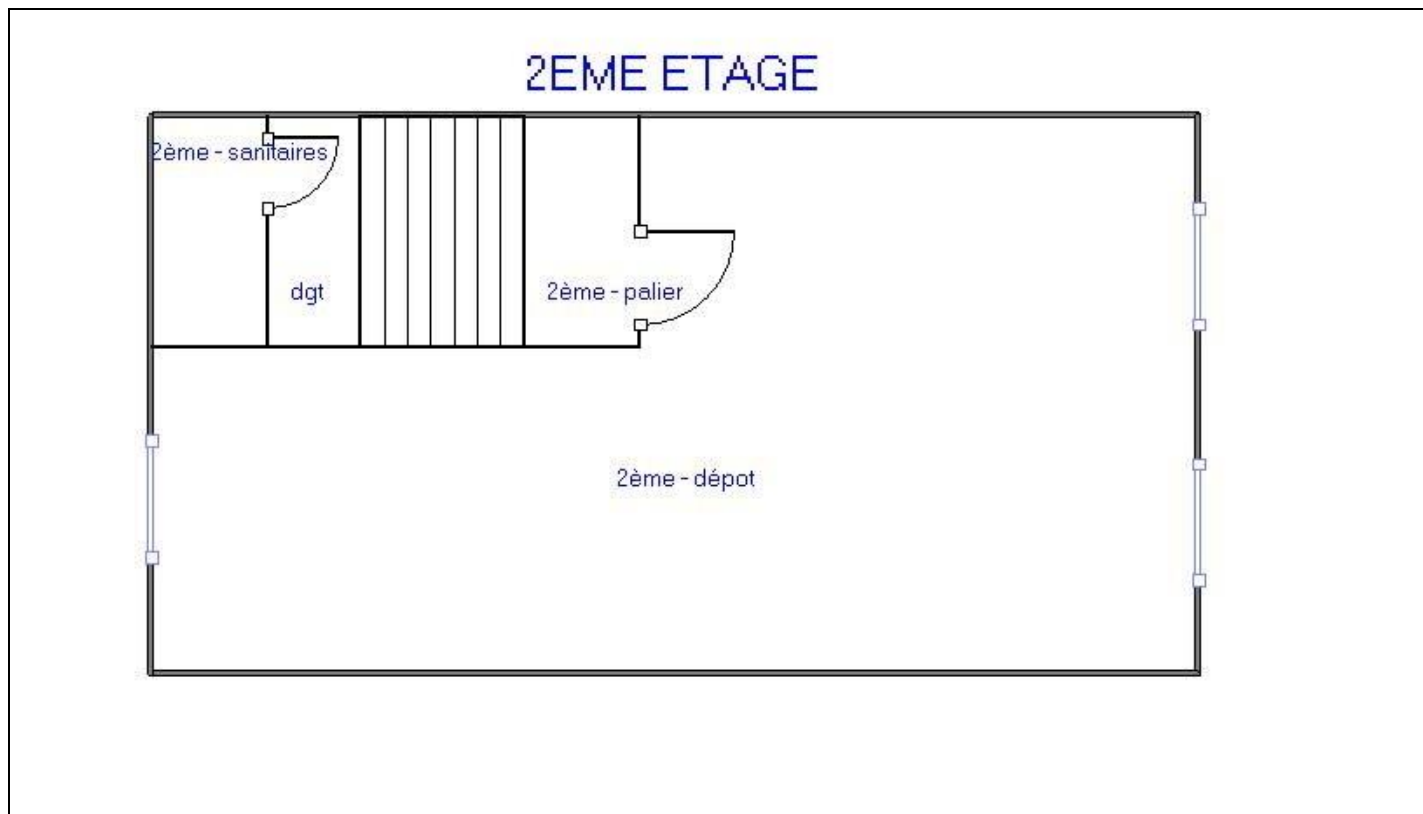 2EME ETAGE
2ème - sanitaires
dgt
2ème - palier
2ème - dépot